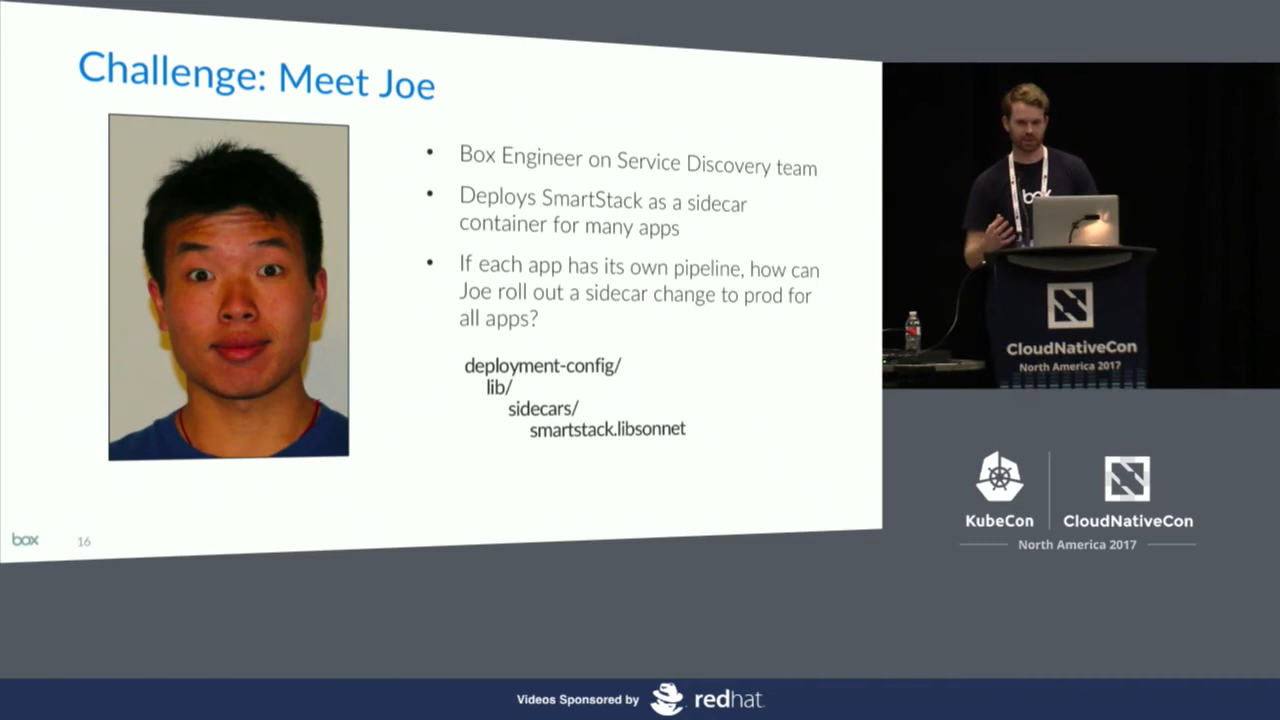 Challenge: Meet Joe
• Box Engineer on Service Discovery team
• Deploys SmartStack as a sidecar
container for many apps
• If each app has its own pipeline, how can
Joe roll out a sidecar change to prod for
all apps?
deployment-config/
lib/
sidecars/
smartstack.libsonnet
box
16
box
CloudNativeCon
North America 2017
KubeCon
CloudNativeCon
North America 2017
Videos Sponsored by
redhat.